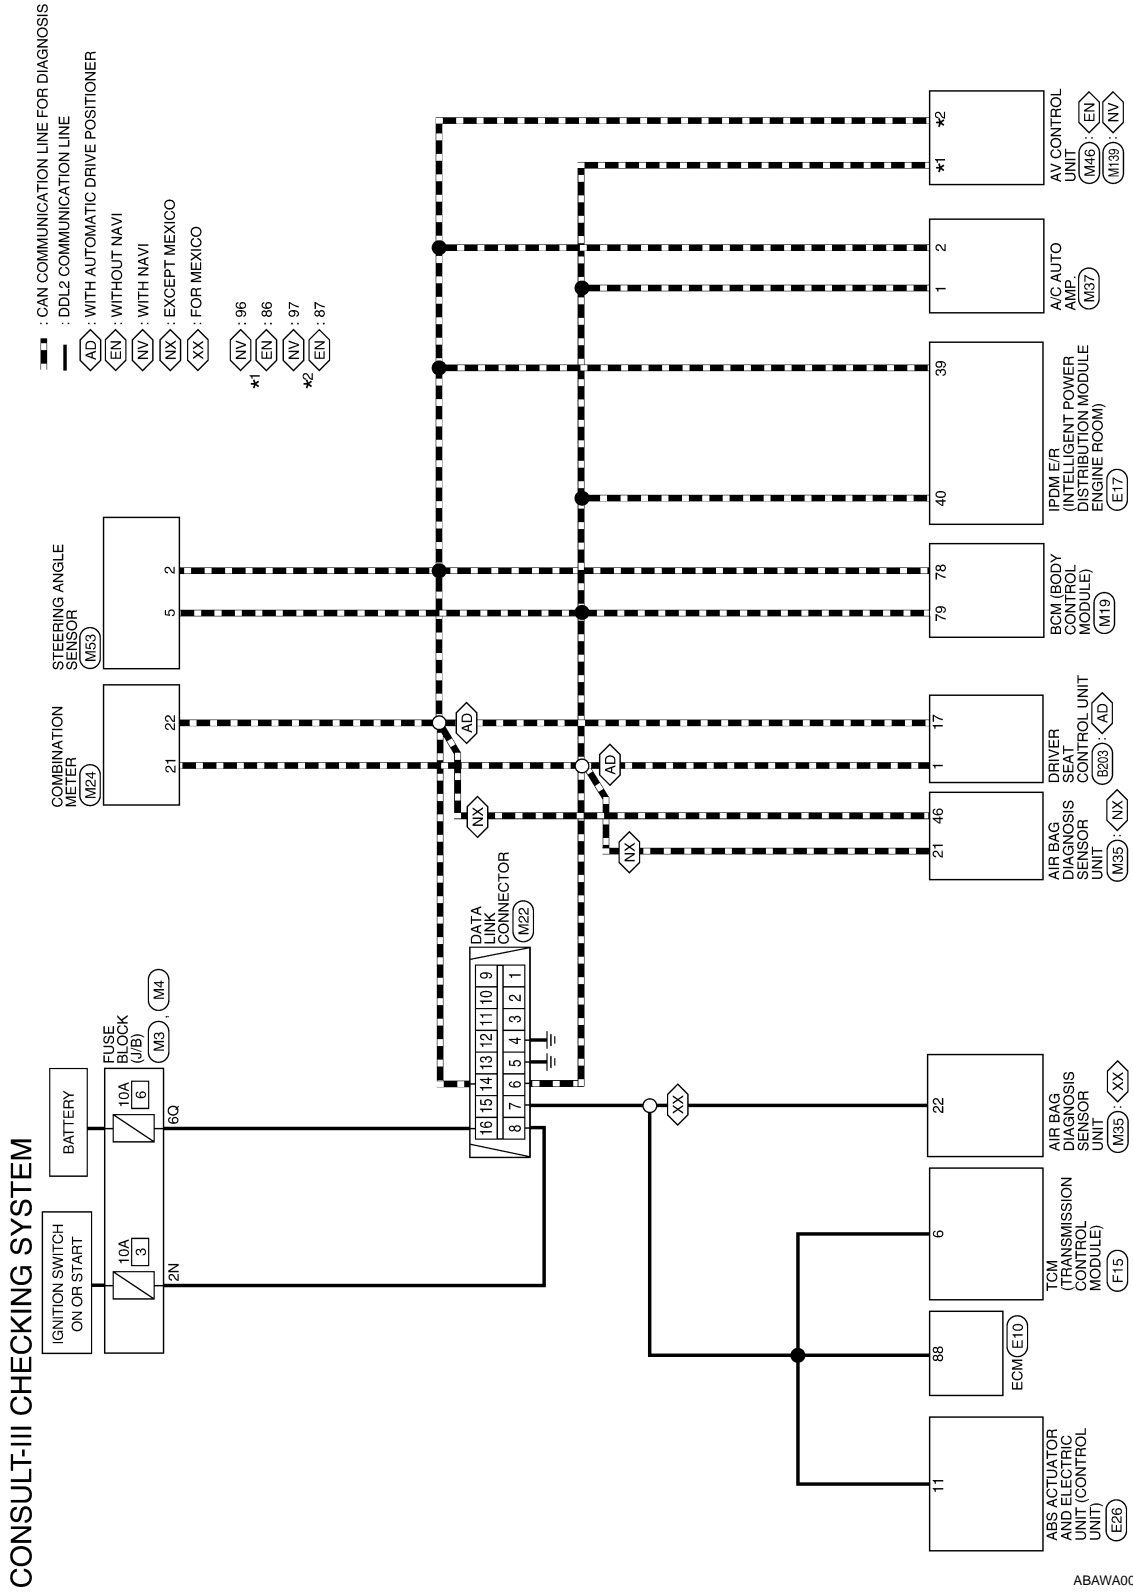 CONSULT-III CHECKING SYSTEM
: CAN COMMUNICATION LINE FOR DIAGNOSIS
: DDL2 COMMUNICATION LINE
AD : WITH AUTOMATIC DRIVE POSITIONER
EN : WITHOUT NAVI
NV : WITH NAVI
NX : EXCEPT MEXICO
XX : FOR MEXICO
*1
NV : 96
EN : 86
*2
NV : 97
EN : 87
IGNITION SWITCH
ON OR START
BATTERY
10A
3
10A
6
FUSE
BLOCK
(J/B)
M3 , M4
2N
6Q
COMBINATION
METER
M24
21
22
STEERING ANGLE
SENSOR
M53
5
2
AD
AD
NX
NX
DATA
LINK
CONNECTOR
M22
16 15 14 13 12 11 10 9
8 7 6 5 4 3 2 1
XX
11
88
6
22
21
46
1
17
79
78
40
39
1
2
*1
*2
ABS ACTUATOR
AND ELECTRIC
UNIT (CONTROL
UNIT)
E26
ECM E10
TCM
(TRANSMISSION
CONTROL
MODULE)
F15
AIR BAG
DIAGNOSIS
SENSOR
UNIT
M35 : XX
AIR BAG
DIAGNOSIS
SENSOR
UNIT
M35 : NX
DRIVER
SEAT
CONTROL UNIT
B203 : AD
BCM (BODY
CONTROL
MODULE)
M19
IPDM E/R
(INTELLIGENT POWER
DISTRIBUTION MODULE
ENGINE ROOM)
E17
A/C AUTO
AMP.
M37
AV CONTROL
UNIT
M46 : EN
M139 : NV